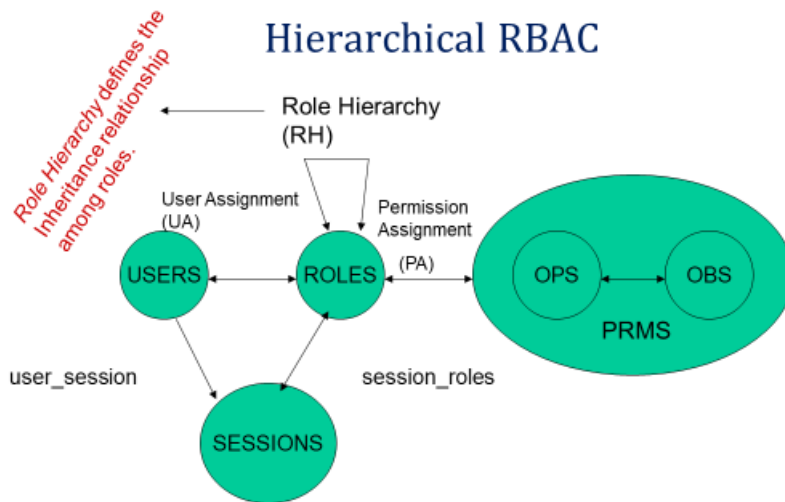 Hierarchical RBAC
Role Hierarchy defines the
Inheritance relationship
among roles.
Role Hierarchy
(RH)
User Assignment
(UA)
Permission
Assignment
(PA)
USERS
ROLES
OPS
OBS
PRMS
user_session
session_roles
SESSIONS